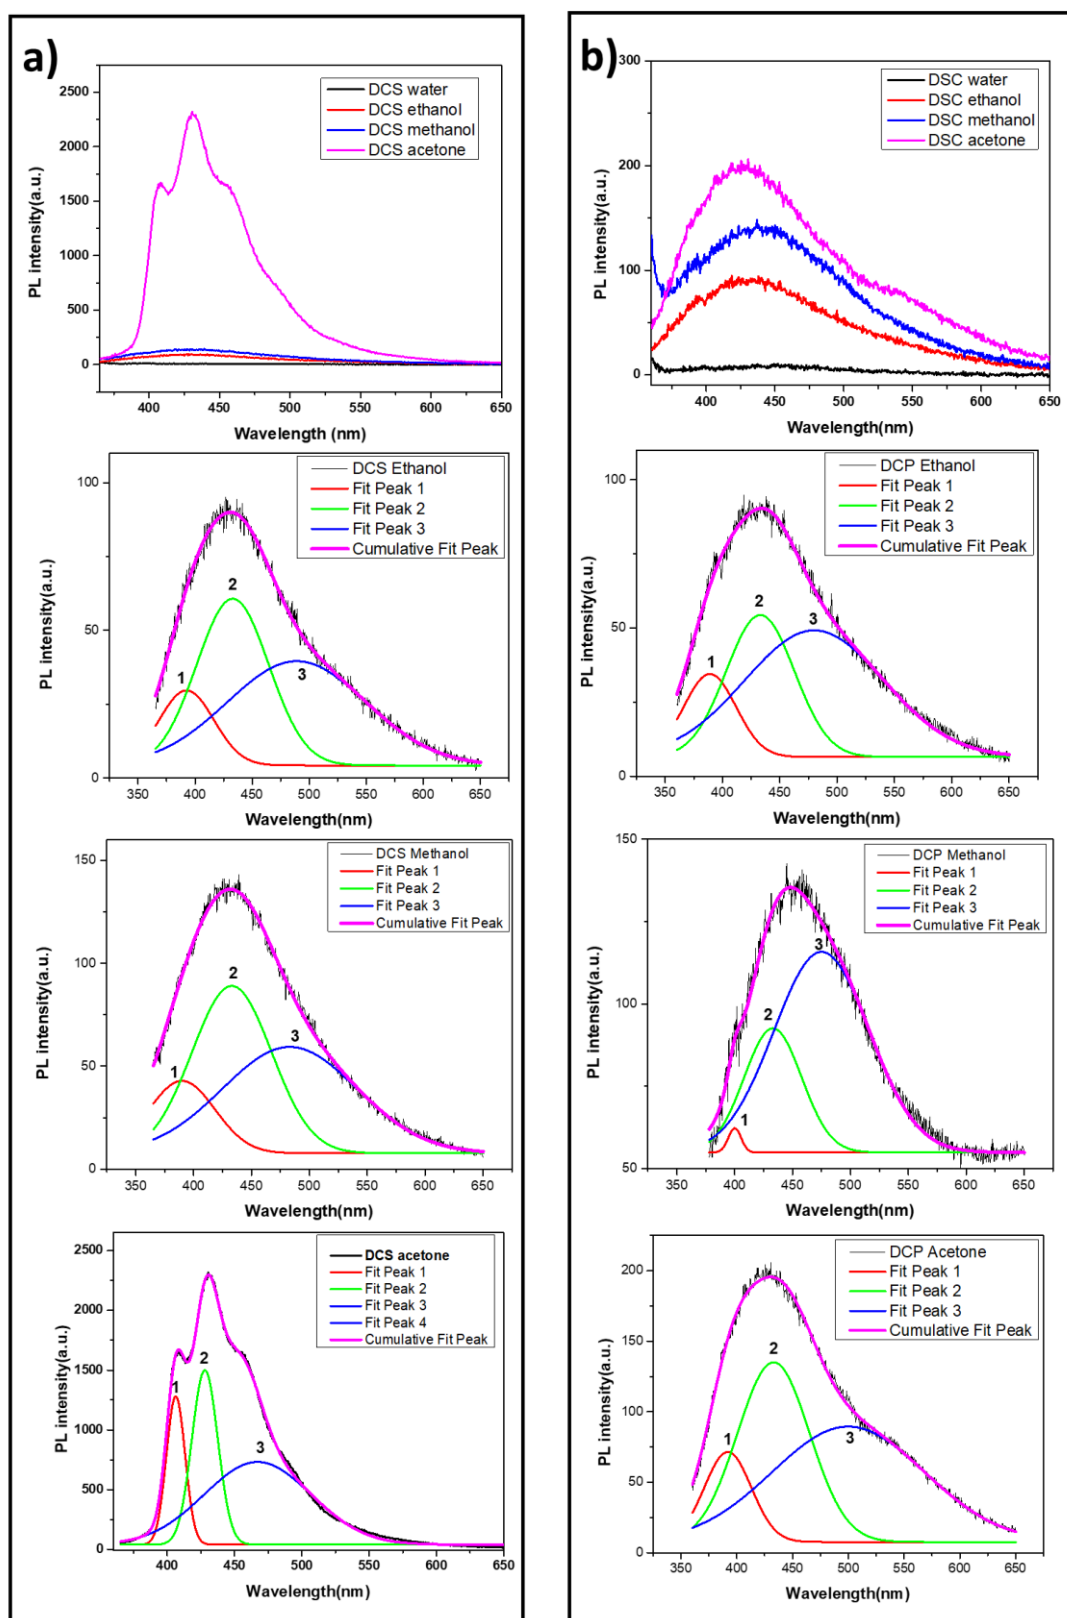 a)
2500
2000
1500
1000
500
0
PL intensity(a.u.)
DCS water
DCS ethanol
DCS methanol
DCS acetone
400 450 500 550 600 650
Wavelength (nm)
100
50
0
PL intensity(a.u.)
DCS Ethanol
Fit Peak 1
Fit Peak 2
Fit Peak 3
Cumulative Fit Peak
1
2
3
350 400 450 500 550 600 650
Wavelength(nm)
150
100
50
0
PL intensity(a.u.)
DCS Methanol
Fit Peak 1
Fit Peak 2
Fit Peak 3
Cumulative Fit Peak
1
2
3
350 400 450 500 550 600 650
Wavelength(nm)
2500
2000
1500
1000
500
0
PL intensity(a.u.)
DCS acetone
Fit Peak 1
Fit Peak 2
Fit Peak 3
Fit Peak 4
Cumulative Fit Peak
1
2
3
400 450 500 550 600 650
Wavelength(nm)
b)
300
200
100
0
PL intensity(a.u.)
DSC water
DSC ethanol
DSC methanol
DSC acetone
400 450 500 550 600 650
Wavelength(nm)
100
50
0
PL intensity(a.u.)
DCP Ethanol
Fit Peak 1
Fit Peak 2
Fit Peak 3
Cumulative Fit Peak
1
2
3
350 400 450 500 550 600 650
Wavelength(nm)
150
100
50
PL intensity(a.u.)
DCP Methanol
Fit Peak 1
Fit Peak 2
Fit Peak 3
Cumulative Fit Peak
1
2
3
350 400 450 500 550 600 650
Wavelength(nm)
200
150
100
50
0
PL intensity(a.u.)
DCP Acetone
Fit Peak 1
Fit Peak 2
Fit Peak 3
Cumulative Fit Peak
1
2
3
350 400 450 500 550 600 650
Wavelength(nm)